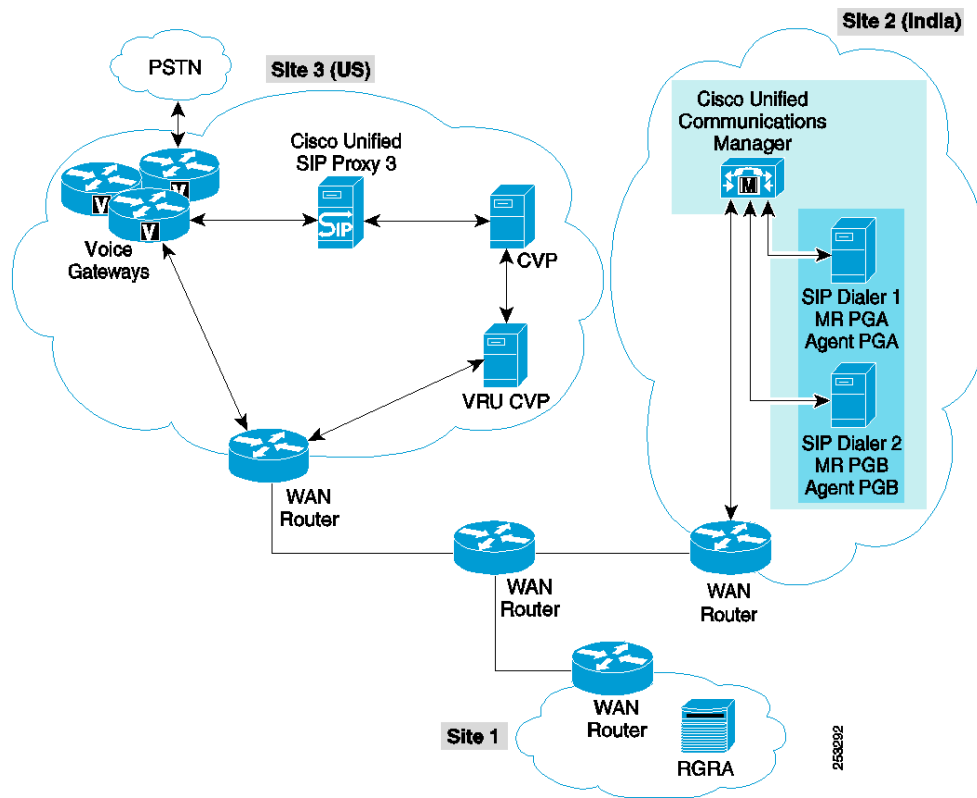 PSTN
Site 3 (US)
Cisco Unified
SIP Proxy 3
SIP
V
V
V
Voice
Gateways
CVP
VRU CVP
WAN
Router
Site 2 (India)
Cisco Unified
Communications
Manager
M
SIP Dialer 1
MR PGA
Agent PGA
SIP Dialer 2
MR PGB
Agent PGB
WAN
Router
WAN
Router
Site 1
WAN
Router
RGRA
253292